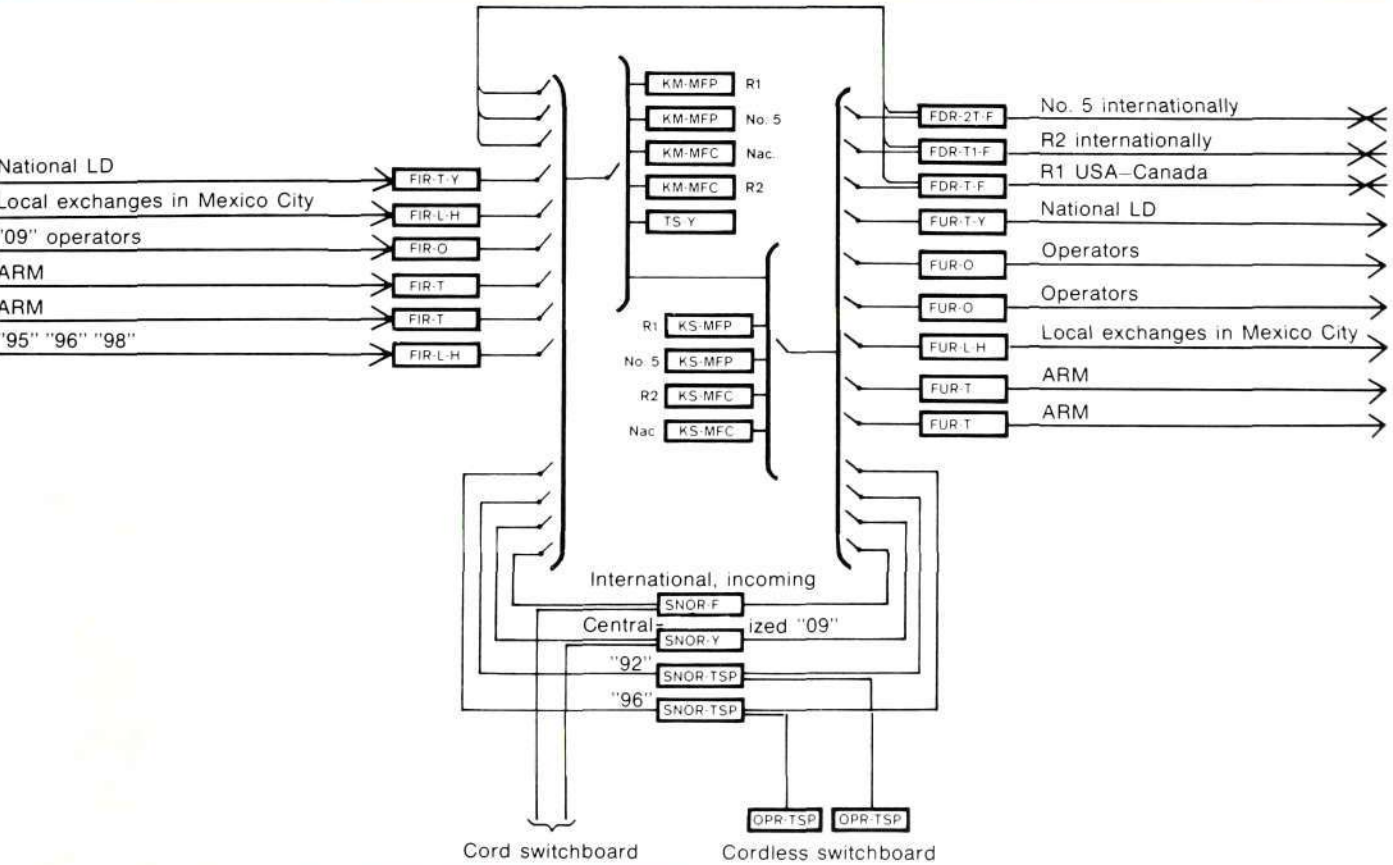 National LD
FIR-T-Y
Local exchanges in Mexico City
FIR-L-H
"09" operators
FIR-O
ARM
FIR-T
ARM
FIR-T
"95" "96" "98"
FIR-L-H
KM-MFP R1
KM-MFP No. 5
KM-MFC Nac.
KM-MFC R2
TS-Y
R1 KS-MFP
No. 5 KS-MFP
R2 KS-MFC
Nac KS-MFC
FDR-2T-F No. 5 internationally
FDR-T1-F R2 internationally
FDR-T-F R1 USA–Canada
FUR-T-Y National LD
FUR-O Operators
FUR-O Operators
FUR-L-H Local exchanges in Mexico City
FUR-T ARM
FUR-T ARM
International, incoming
SNOR-F
Central= ized "09"
SNOR-Y
"92"
SNOR-TSP
"96"
SNOR-TSP
OPR-TSP OPR-TSP
Cord switchboard Cordless switchboard